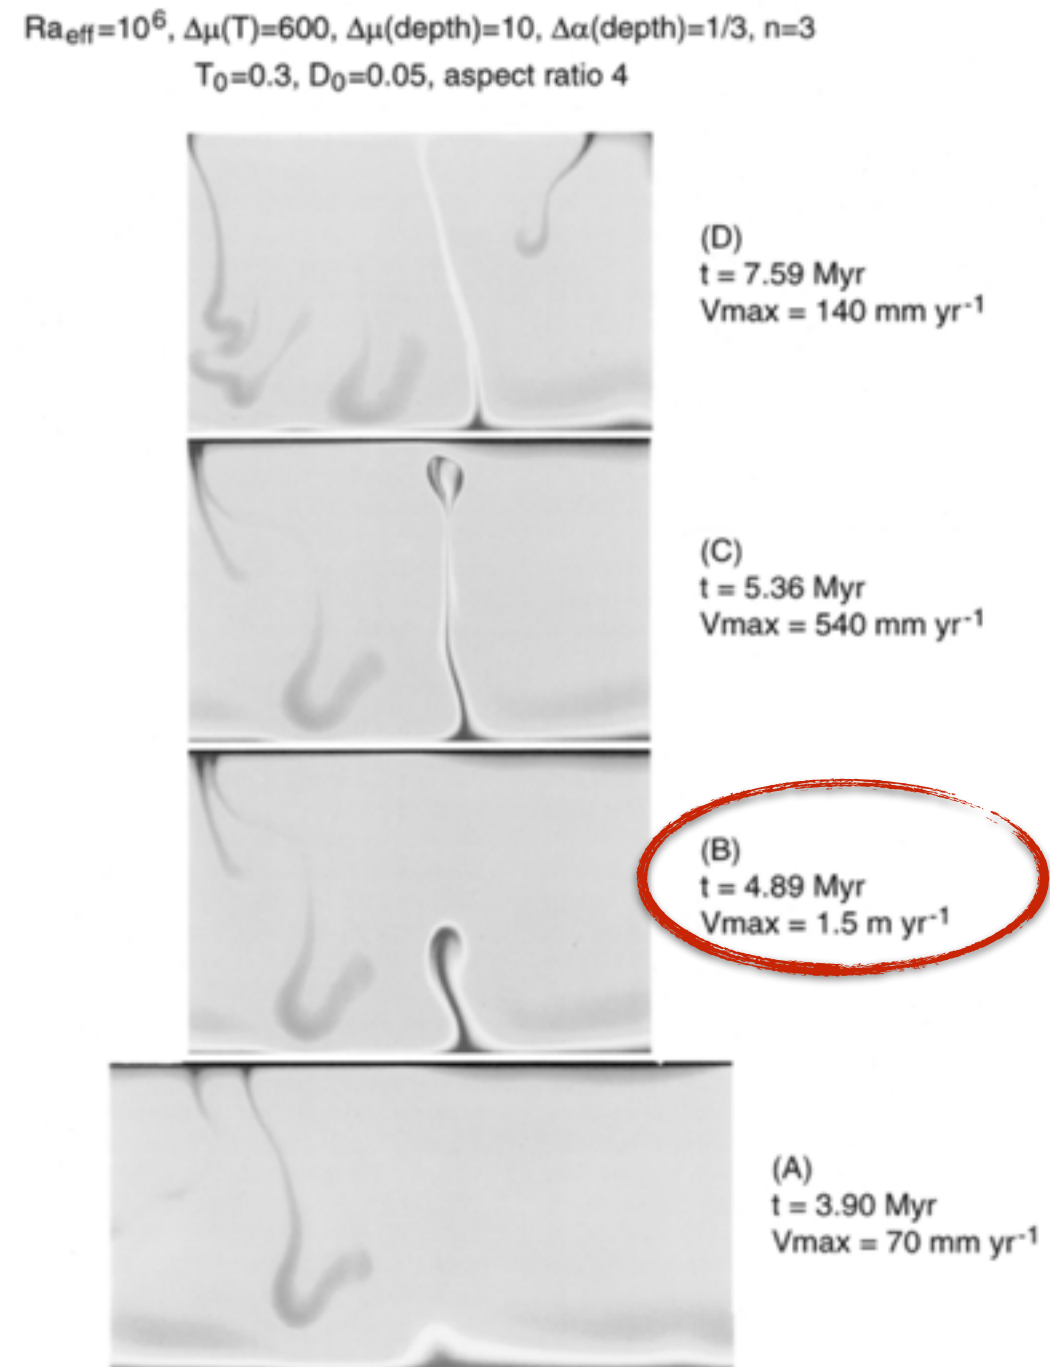 Ra_eff=10⁶, Δμ(T)=600, Δμ(depth)=10, Δα(depth)=1/3, n=3
T₀=0.3, D₀=0.05, aspect ratio 4
(D)
t = 7.59 Myr
Vmax = 140 mm yr⁻¹
(C)
t = 5.36 Myr
Vmax = 540 mm yr⁻¹
(B)
t = 4.89 Myr
Vmax = 1.5 m yr⁻¹
(A)
t = 3.90 Myr
Vmax = 70 mm yr⁻¹